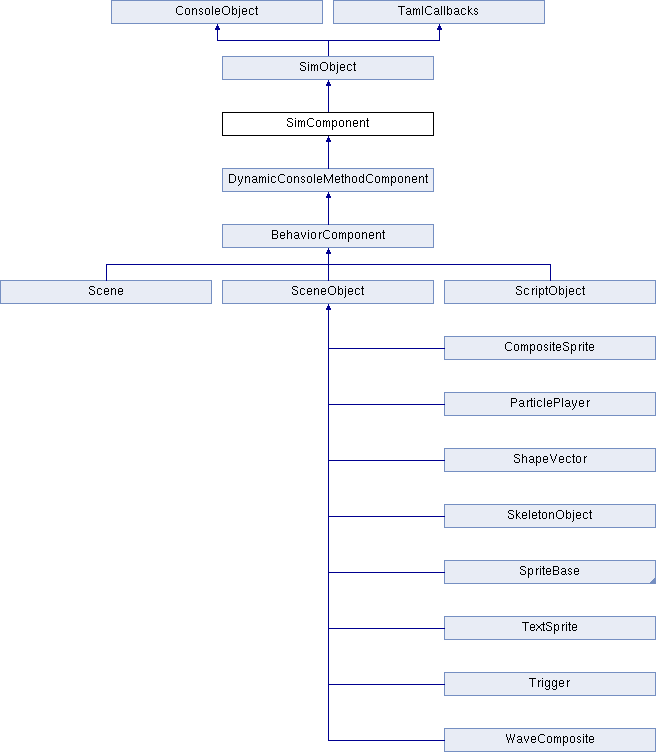 ConsoleObject
TamlCallbacks
SimObject
SimComponent
DynamicConsoleMethodComponent
BehaviorComponent
Scene
SceneObject
ScriptObject
CompositeSprite
ParticlePlayer
ShapeVector
SkeletonObject
SpriteBase
TextSprite
Trigger
WaveComposite